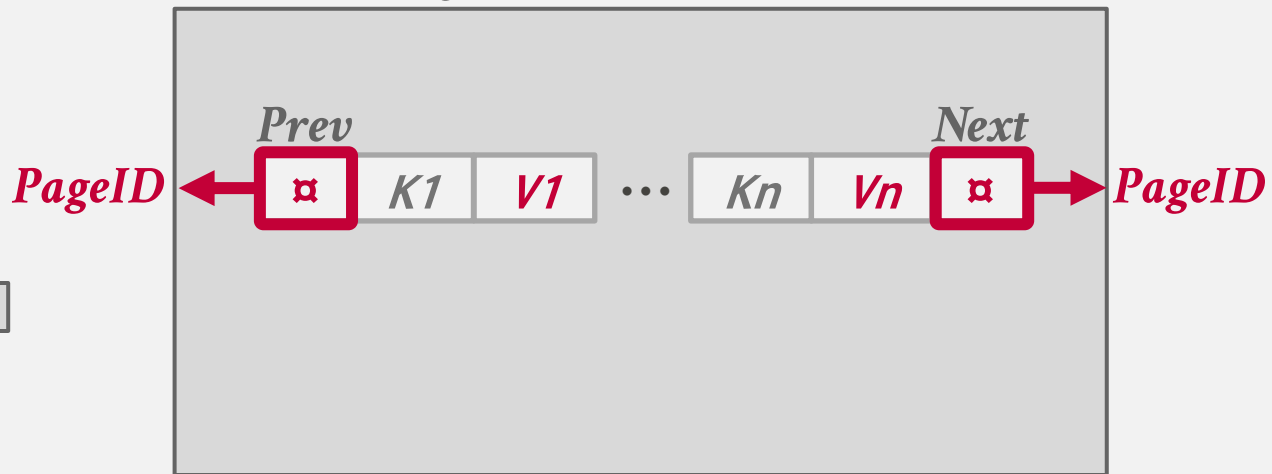 Prev Next
PageID ¤ K1 V1 ••• Kn Vn ¤ PageID